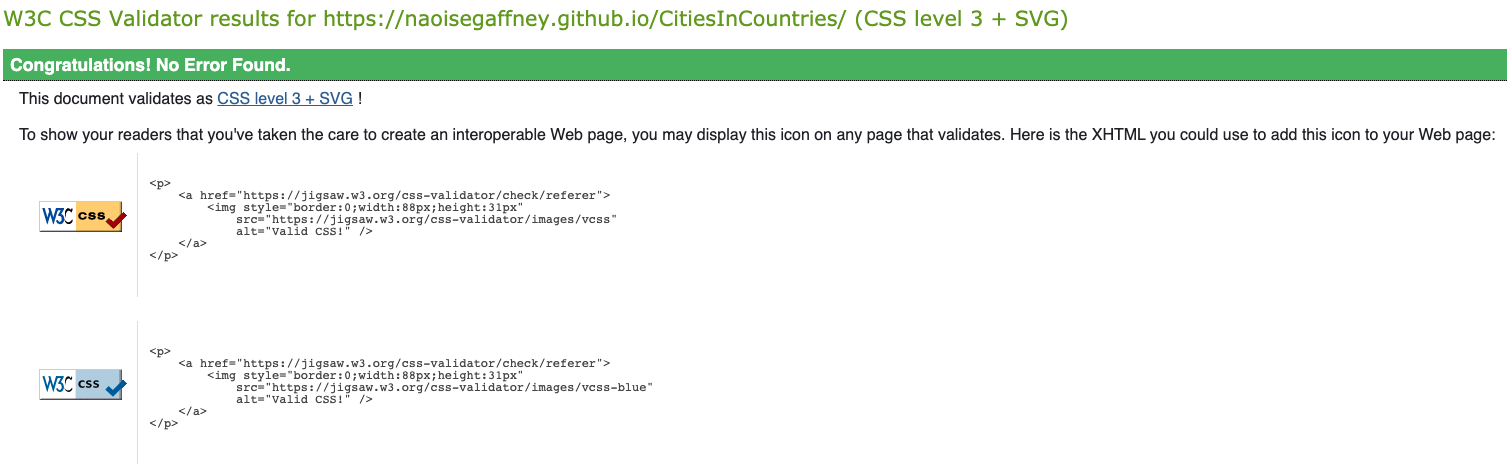 W3C CSS Validator results for https://naoisegaffney.github.io/CitiesInCountries/ (CSS level 3 + SVG)
Congratulations! No Error Found.
This document validates as CSS level 3 + SVG !
To show your readers that you've taken the care to create an interoperable Web page, you may display this icon on any page that validates. Here is the XHTML you could use to add this icon to your Web page:
W3C css
<p>
<a href="https://jigsaw.w3.org/css-validator/check/referer">
<img style="border:0;width:88px;height:31px"
src="https://jigsaw.w3.org/css-validator/images/vcss"
alt="Valid CSS!" />
</a>
</p>
W3C css
<p>
<a href="https://jigsaw.w3.org/css-validator/check/referer">
<img style="border:0;width:88px;height:31px"
src="https://jigsaw.w3.org/css-validator/images/vcss-blue"
alt="Valid CSS!" />
</a>
</p>